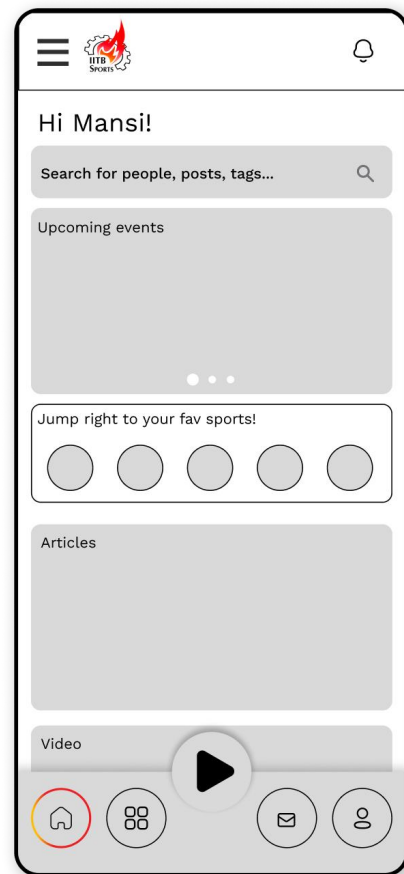 IITB
SPORTS
Hi Mansi!
Search for people, posts, tags...
Upcoming events
Jump right to your fav sports!
Articles
Video